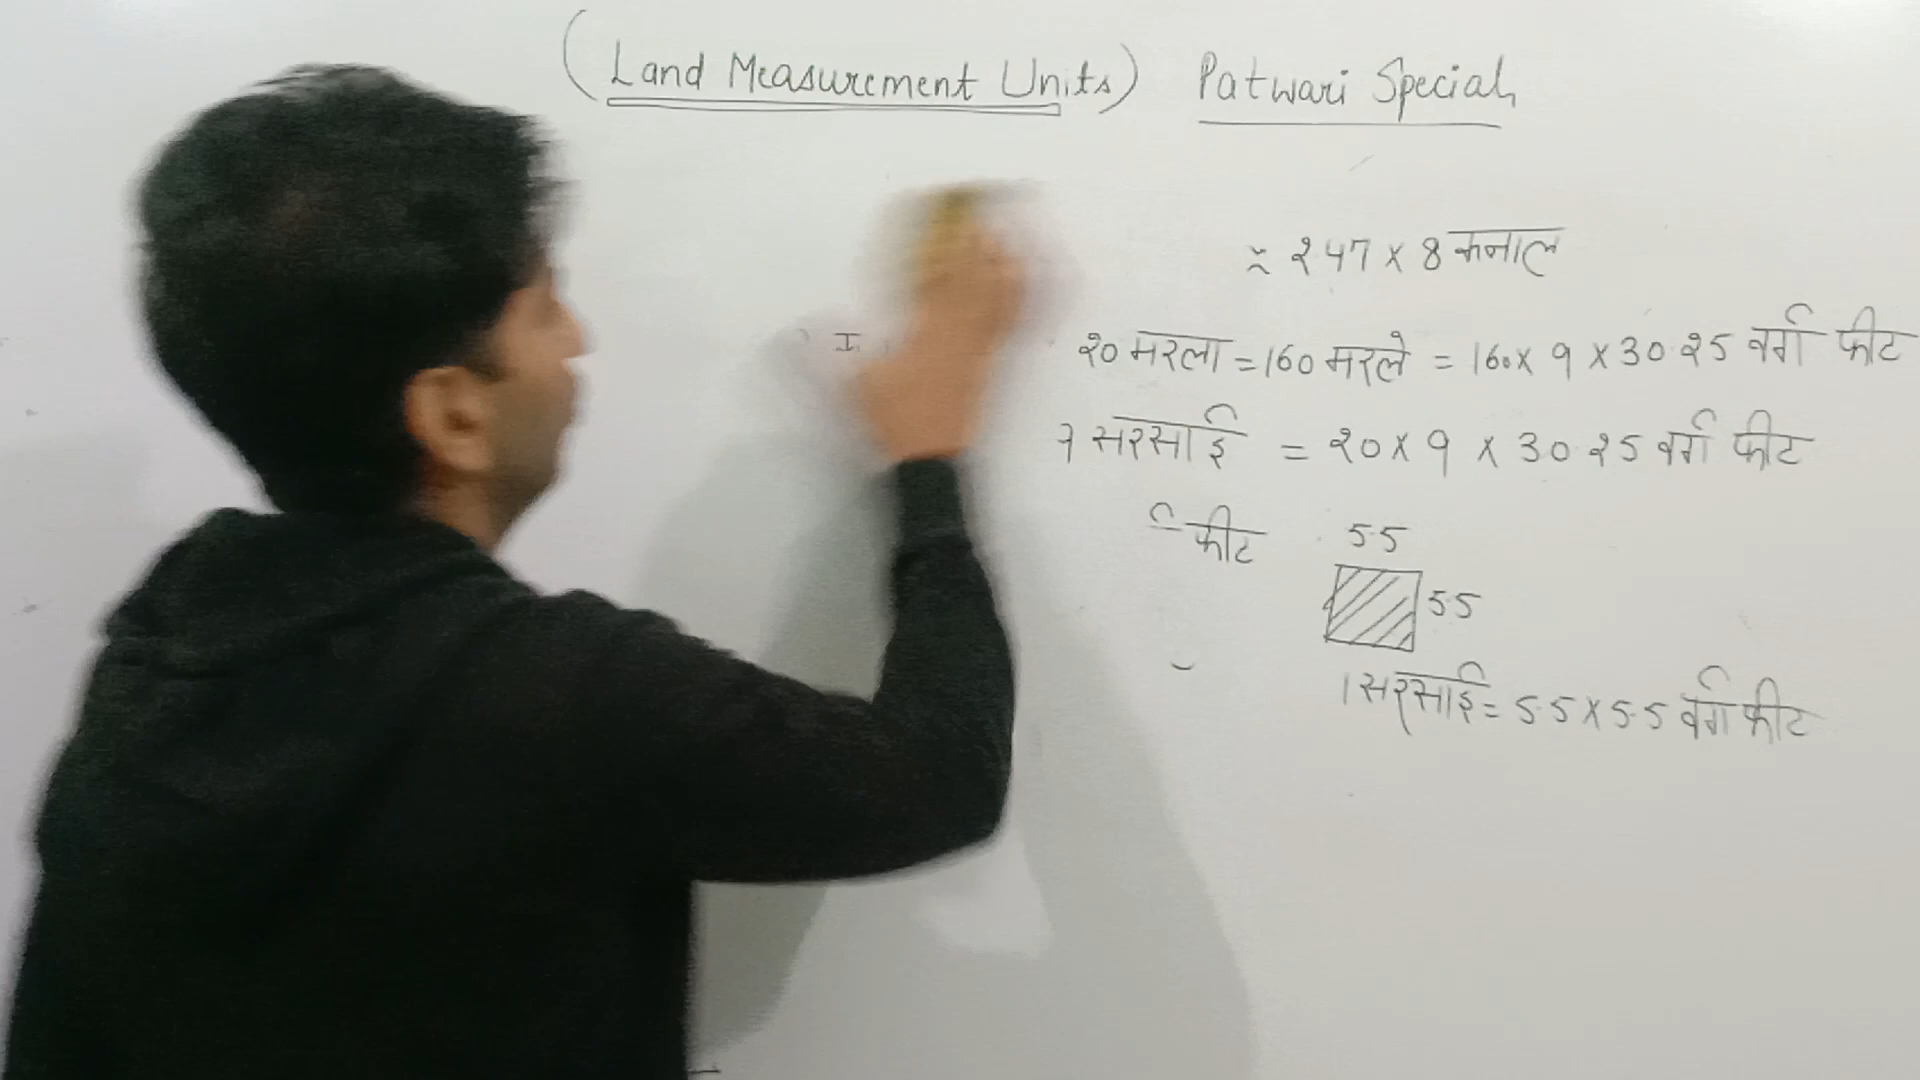 (Land Measurement Units) Patwari Special
≈ 247 x 8 कनाल
20 मरला = 160 मरले = 160 x 9 x 30.25 वर्ग फीट
सरसाई = 20 x 9 x 30.25 वर्ग फीट
फीट
5.5
5.5
1 सरसाई = 5.5 x 5.5 वर्ग फीट